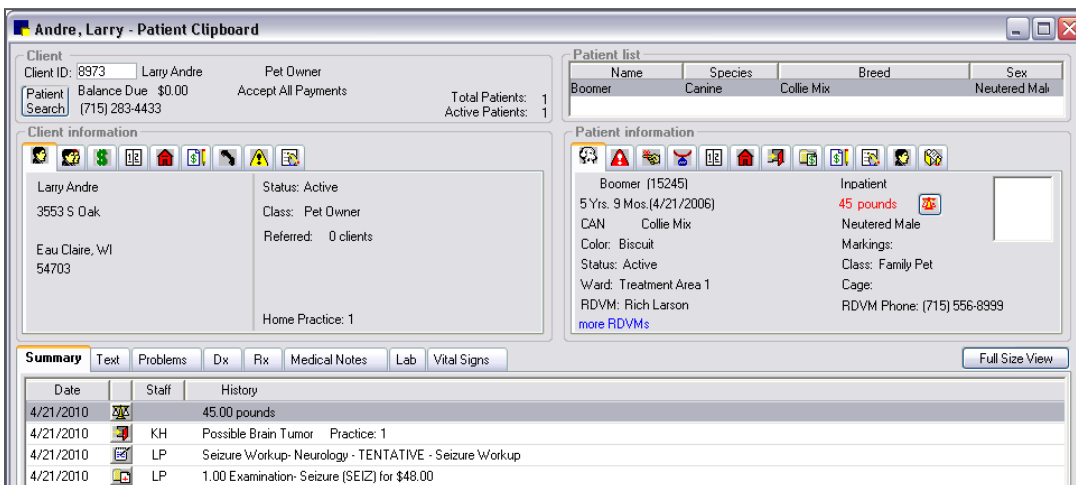 Andre, Larry - Patient Clipboard
Client
Client ID: 8973 Larry Andre Pet Owner
Patient Search Balance Due $0.00 Accept All Payments
(715) 283-4433
Total Patients: 1
Active Patients: 1
Patient list
Name Species Breed Sex
Boomer Canine Collie Mix Neutered Mal
Client information
Larry Andre
3553 S Oak
Eau Claire, WI
54703
Status: Active
Class: Pet Owner
Referred: 0 clients
Home Practice: 1
Patient information
Boomer (15245) Inpatient
5 Yrs. 9 Mos.(4/21/2006) 45 pounds
CAN Collie Mix Neutered Male
Color: Biscuit Markings:
Status: Active Class: Family Pet
Ward: Treatment Area 1 Cage:
RDVM: Rich Larson RDVM Phone: (715) 556-8999
more RDVMs
Summary Text Problems Dx Rx Medical Notes Lab Vital Signs Full Size View
Date Staff History
4/21/2010 45.00 pounds
4/21/2010 KH Possible Brain Tumor Practice: 1
4/21/2010 LP Seizure Workup- Neurology - TENTATIVE - Seizure Workup
4/21/2010 LP 1.00 Examination- Seizure (SEIZ) for $48.00